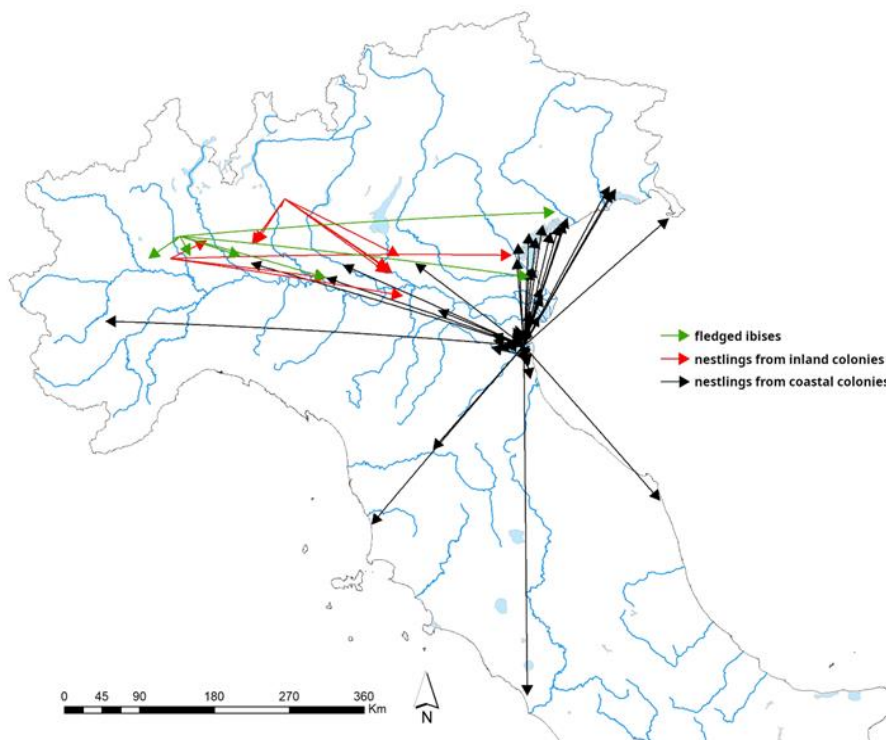 fledged ibises
nestlings from inland colonies
nestlings from coastal colonies
0 45 90 180 270 360
Km
N